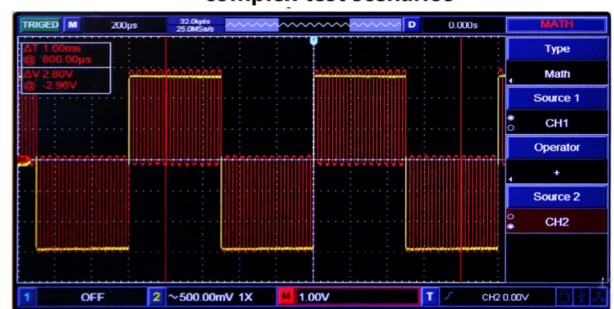 complex test scenarios
TRIGED M 200μs 32.0kpts 25.0MSa/s D 0.000s MATH
ΔT 1.60ms
@ 800.00μs
ΔV 2.80V
@ -2.96V
Type
Math
Source 1
CH1
Operator
+
Source 2
CH2
1 OFF 2 ~500.00mV 1X M 1.00V T CH2 0.00V